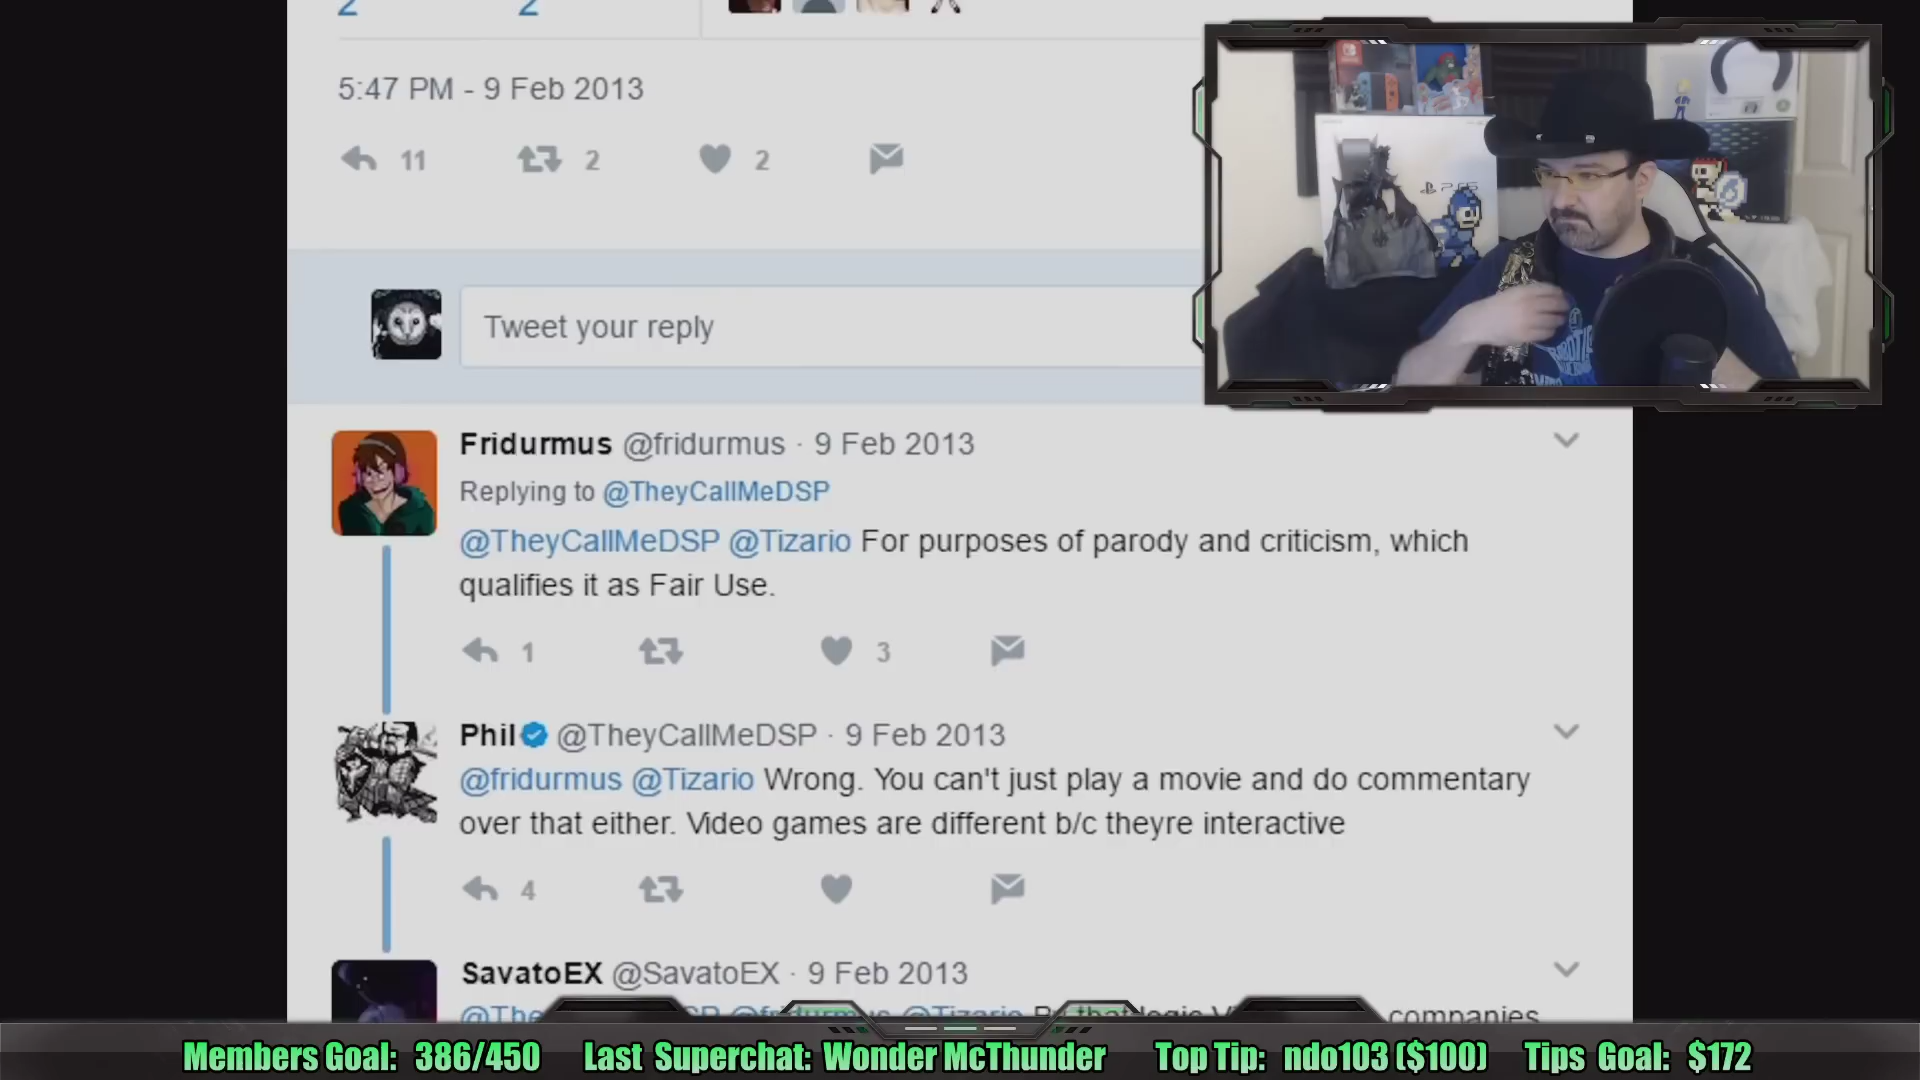 2 2
5:47 PM - 9 Feb 2013
11 2 2
Tweet your reply
Fridurmus @fridurmus · 9 Feb 2013
Replying to @TheyCallMeDSP
@TheyCallMeDSP @Tizario For purposes of parody and criticism, which
qualifies it as Fair Use.
1 3
Phil @TheyCallMeDSP · 9 Feb 2013
@fridurmus @Tizario Wrong. You can't just play a movie and do commentary
over that either. Video games are different b/c theyre interactive
4
SavatoEX @SavatoEX · 9 Feb 2013
@Tizario companies
Members Goal: 386/450 Last Superchat: Wonder McThunder Top Tip: ndo103 ($100) Tips Goal: $172